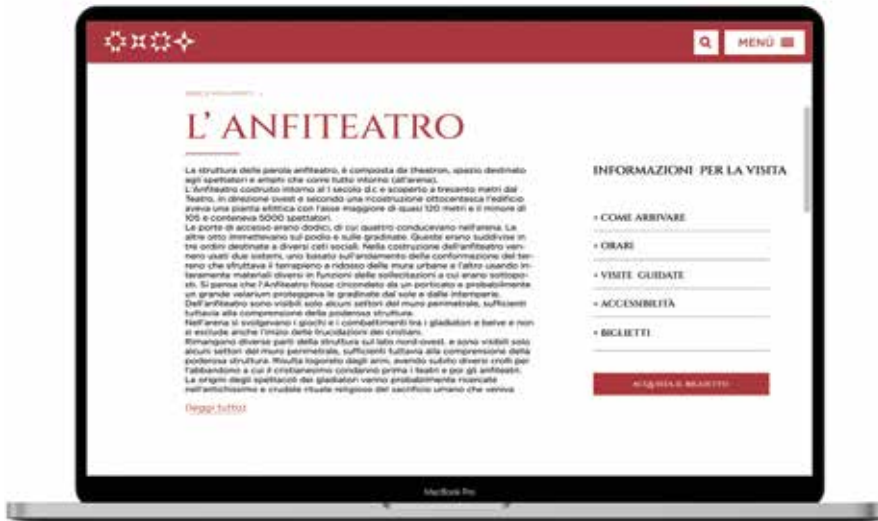 MENÙ
L' ANFITEATRO
La struttura della parola anfiteatro, è composta da theatron, spazio destinato
agli spettatori e amphi che come tutto intorno (all'arena).
L'Anfiteatro costruito intorno al I secolo d.c e scoperto a trecento metri dal
Teatro, in direzione ovest e secondo una ricostruzione ottocentesca l'edificio
aveva una pianta ellittica con l'asse maggiore di quasi 120 metri e il minore di
105 e conteneva 5000 spettatori.
Le porte di accesso erano dodici, di cui quattro conducevano nell'arena. La
altre otto immettevano sul podio e sulle gradinate. Queste erano suddivise in
tre ordini destinate a diversi ceti sociali. Nella costruzione dell'anfiteatro ven-
nero usati due sistemi, uno basato sull'andamento della conformazione del ter-
reno che sfruttava il terrapieno a ridosso delle mura urbane e l'altro usando in-
teramente materiali diversi in funzioni delle sollecitazioni a cui erano sottopo-
sti. Si pensa che l'Anfiteatro fosse circondato da un porticato e probabilmente
un grande velarium proteggeva le gradinate dal sole e dalle intemperie.
Dell'anfiteatro sono visibili solo alcuni settori del muro perimetrale, sufficienti
tuttavia alla comprensione della poderosa struttura.
Nell'arena si svolgevano i giochi e i combattimenti tra i gladiatori e belve e non
si esclude anche l'inizio delle trucidazioni dei cristiani.
Rimangono diverse parti della struttura sul lato nord-ovest. e sono visibili solo
alcuni settori del muro perimetrale, sufficienti tuttavia alla comprensione della
poderosa struttura. Risulta logorato dagli anni, avendo subito diversi crolli per
l'abbandono a cui il cristianesimo condannò prima i teatri e poi gli anfiteatri.
La origini degli spettacoli dei gladiatori vanno probabilmente ricercate
nell'antichissimo e crudele rituale religioso del sacrificio umano che veniva
(leggi tutto)
INFORMAZIONI PER LA VISITA
• COME ARRIVARE
• ORARI
• VISITE GUIDATE
• ACCESSIBILITÀ
• BIGLIETTI
ACQUISTA IL BIGLIETTO
MacBook Pro